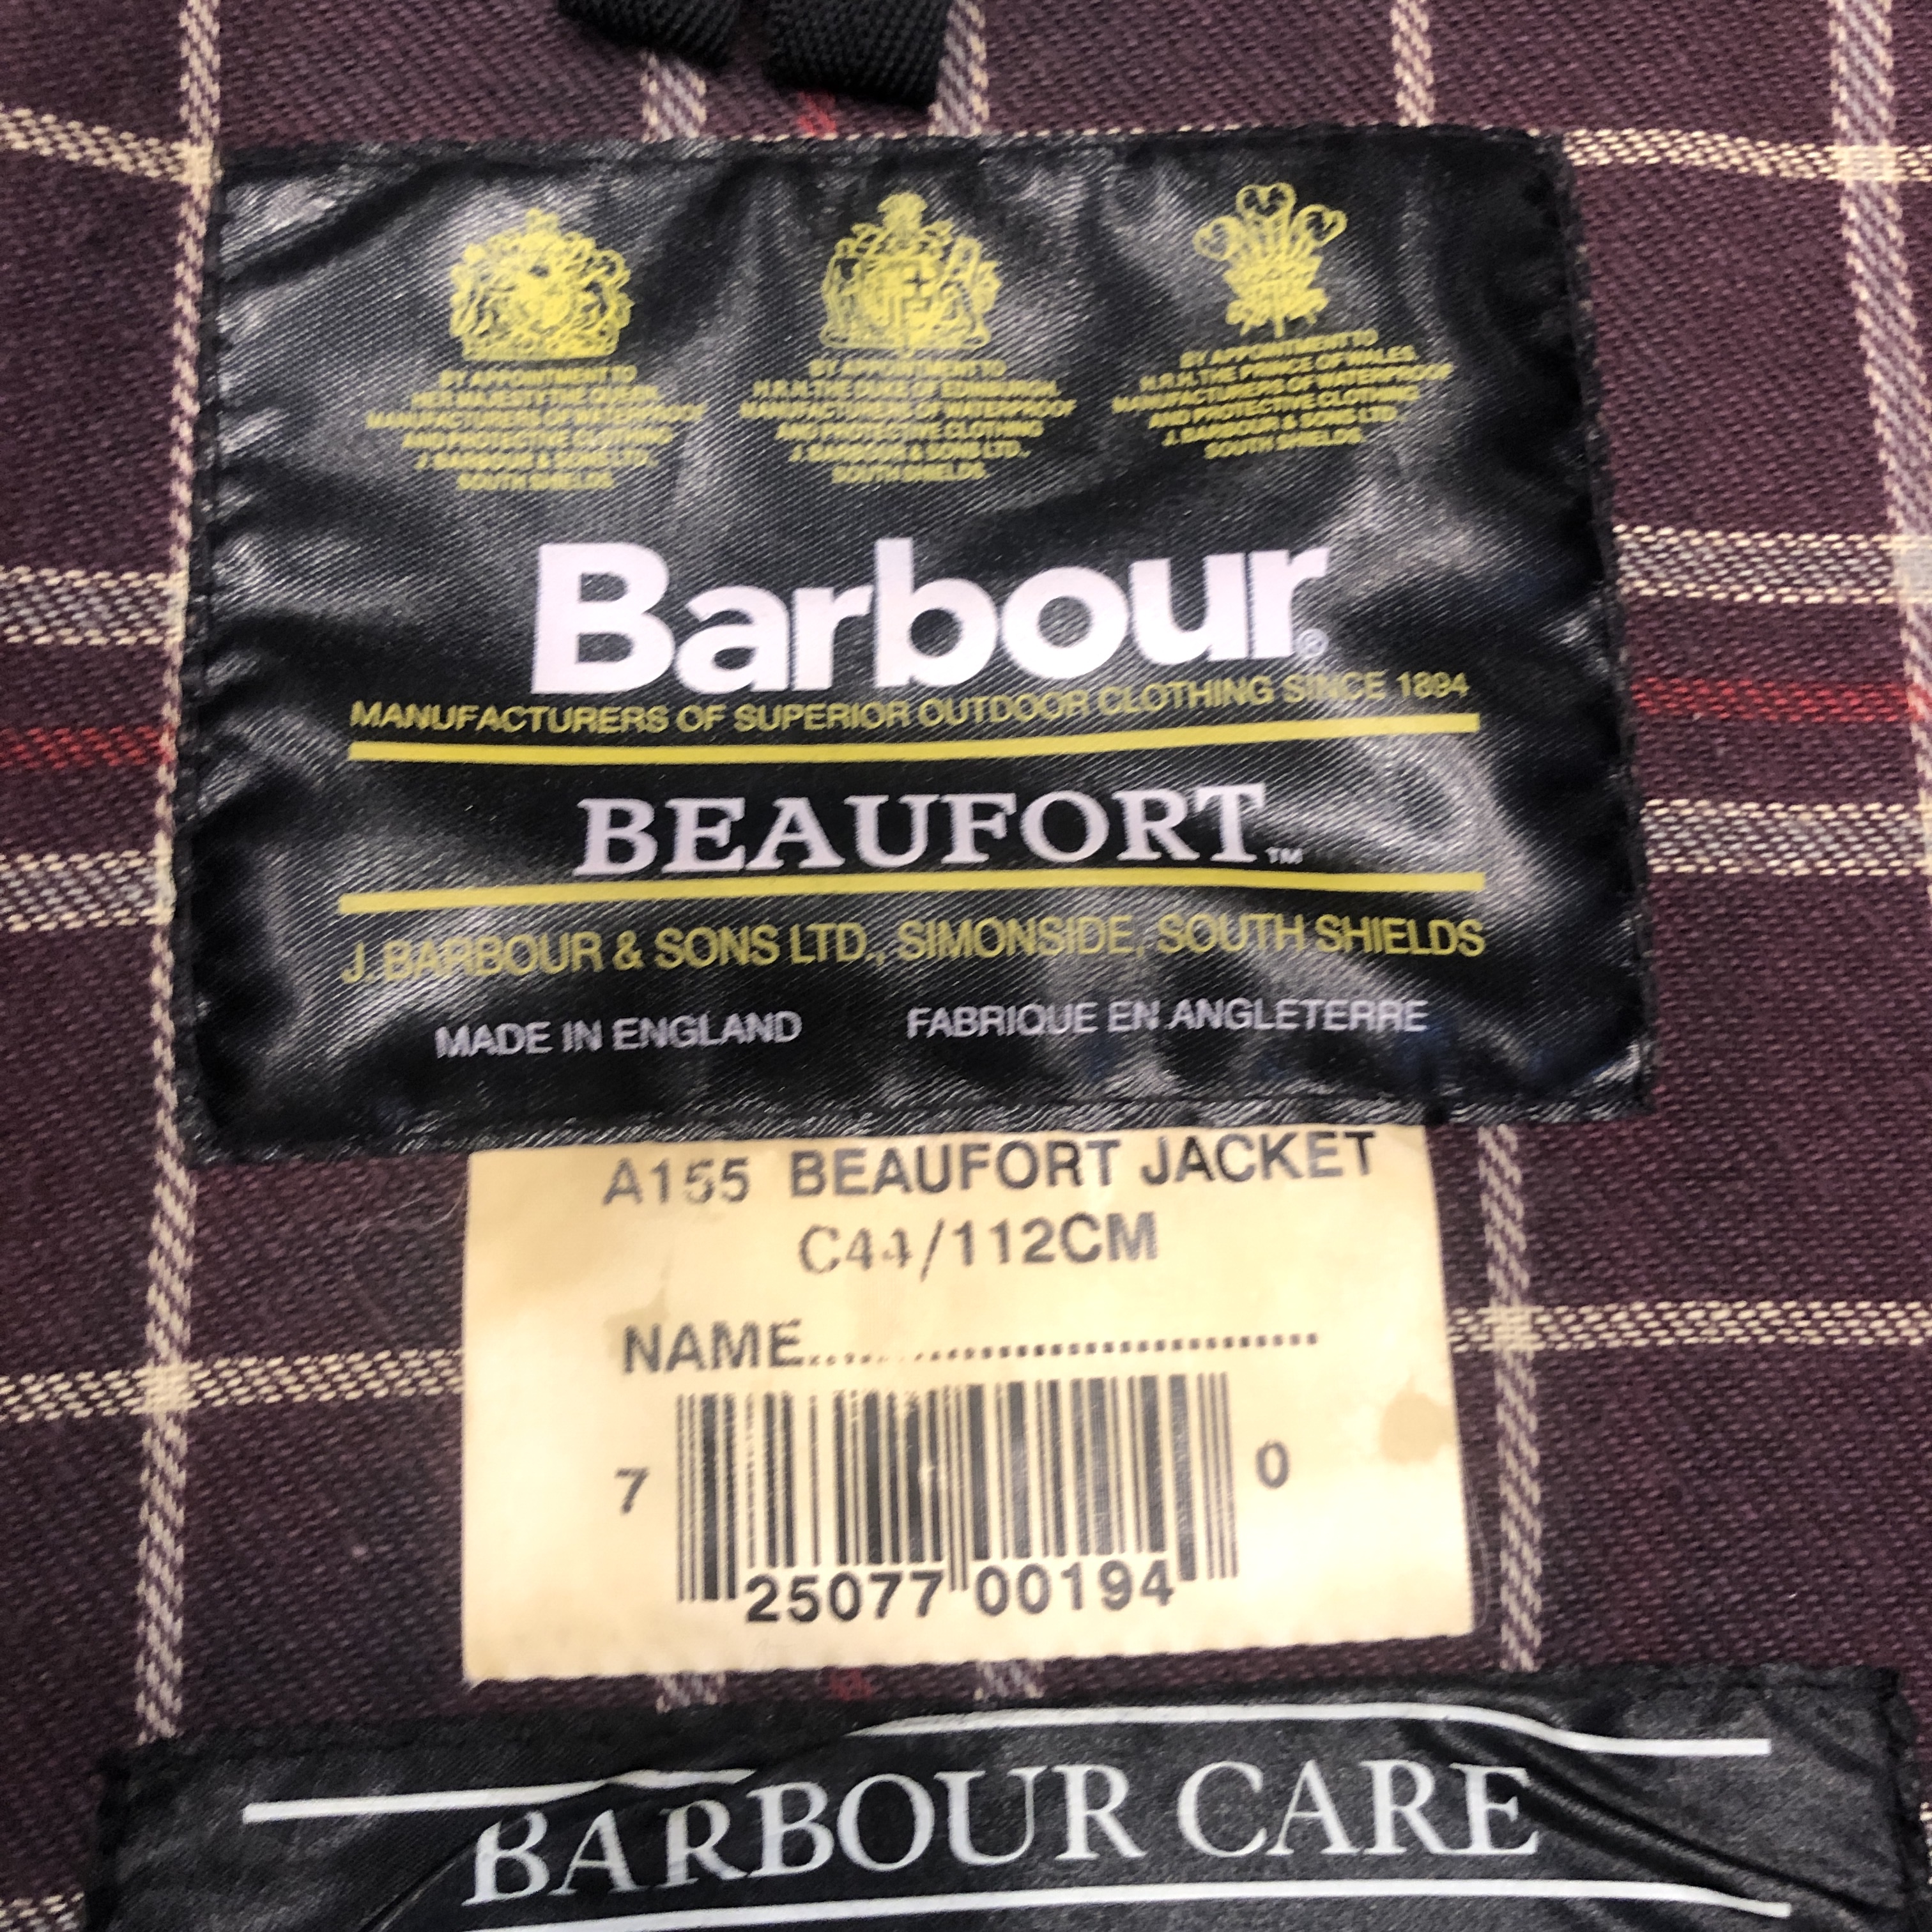 BY APPOINTMENT TO
HER MAJESTY THE QUEEN,
MANUFACTURERS OF WATERPROOF
AND PROTECTIVE CLOTHING
J. BARBOUR & SONS LTD.,
SOUTH SHIELDS.
BY APPOINTMENT TO
H.R.H. THE DUKE OF EDINBURGH,
MANUFACTURERS OF WATERPROOF
AND PROTECTIVE CLOTHING
J. BARBOUR & SONS LTD.,
SOUTH SHIELDS.
BY APPOINTMENT TO
H.R.H. THE PRINCE OF WALES,
MANUFACTURERS OF WATERPROOF
AND PROTECTIVE CLOTHING
J. BARBOUR & SONS LTD.
SOUTH SHIELDS.
Barbour®
MANUFACTURERS OF SUPERIOR OUTDOOR CLOTHING SINCE 1894
BEAUFORT™
J. BARBOUR & SONS LTD., SIMONSIDE, SOUTH SHIELDS
MADE IN ENGLAND FABRIQUE EN ANGLETERRE
A155 BEAUFORT JACKET
C44/112CM
NAME........................................
7 25077 00194 0
BARBOUR CARE